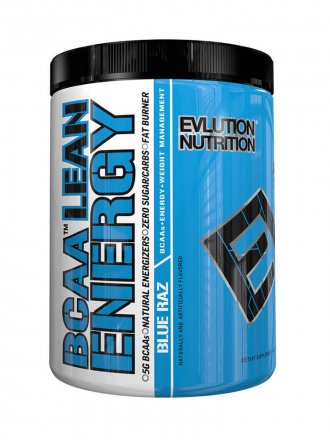 BCAA LEAN™
ENERGY
5G BCAAs NATURAL ENERGIZERS ZERO SUGAR/CARBS FAT BURNER
EVLUTION
NUTRITION
BCAAs+ENERGY+WEIGHT MANAGEMENT
BLUE RAZ
NATURALLY AND ARTIFICIALLY FLAVORED
DIETARY SUPPLEMENT